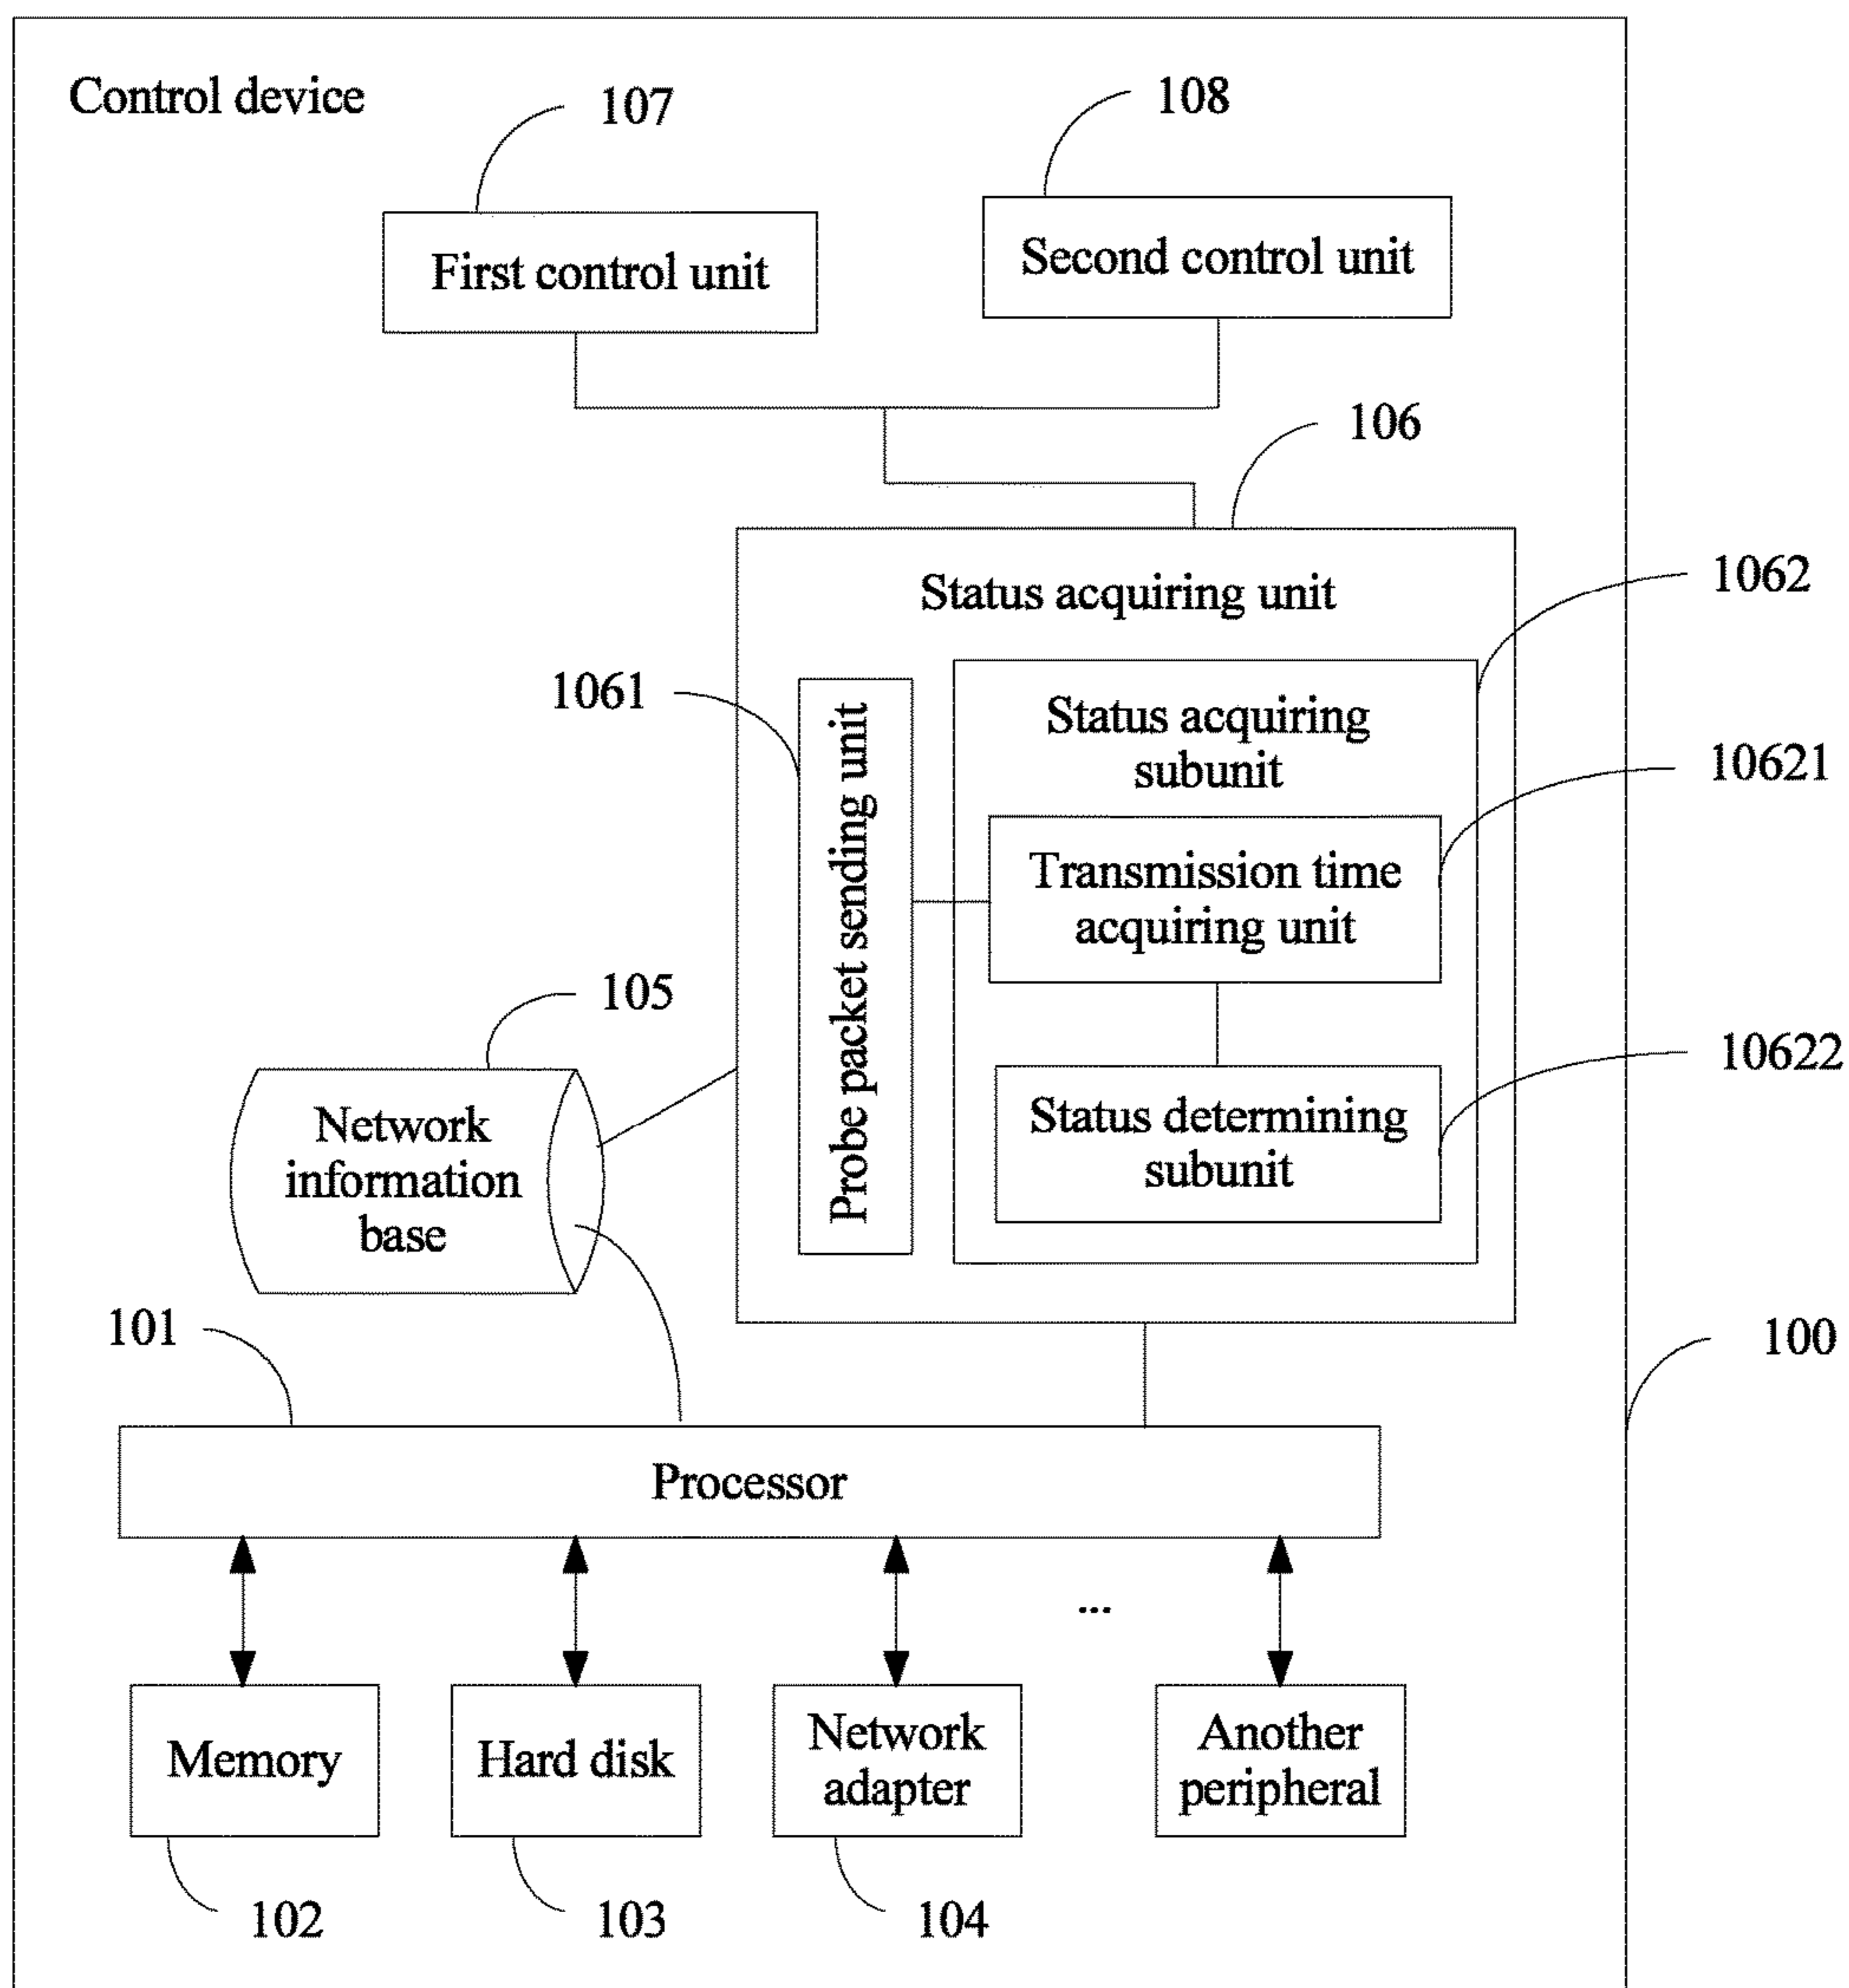 Control device
107
108
First control unit
Second control unit
106
Status acquiring unit
1062
1061
Probe packet sending unit
Status acquiring
subunit
10621
Transmission time
acquiring unit
105
10622
Network
information
base
Status determining
subunit
101
100
Processor
...
Memory
Hard disk
Network
adapter
Another
peripheral
102
103
104